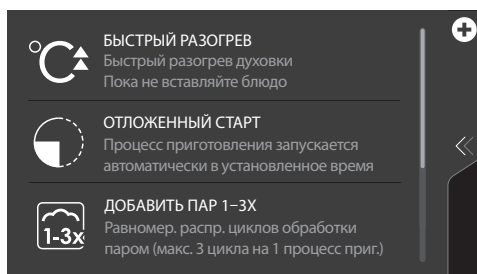 БЫСТРЫЙ РАЗОГРЕВ
Быстрый разогрев духовки
Пока не вставляйте блюдо
ОТЛОЖЕННЫЙ СТАРТ
Процесс приготовления запускается
автоматически в установленное время
ДОБАВИТЬ ПАР 1–3X
Равномер. распр. циклов обработки
паром (макс. 3 цикла на 1 процесс приг.)
°C
1-3x